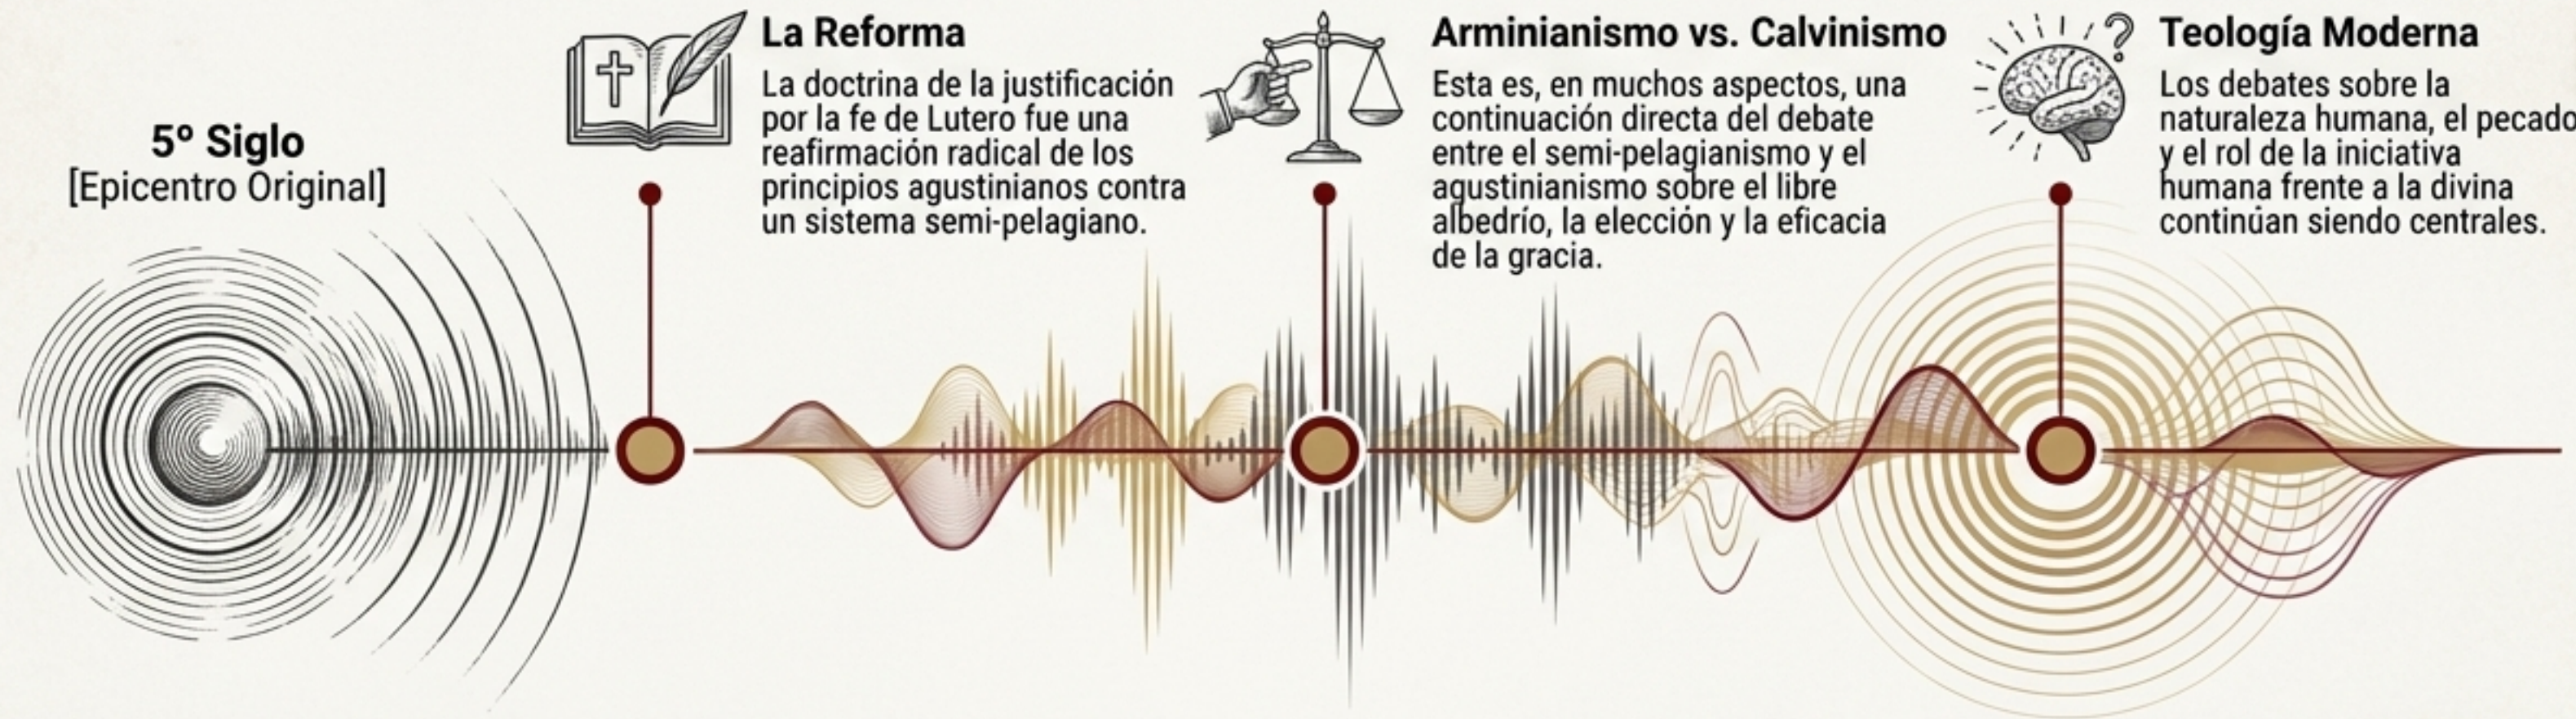 5º Siglo
[Epicentro Original]
La Reforma
La doctrina de la justificación
por la fe de Lutero fue una
reafirmación radical de los
principios agustinianos contra
un sistema semi-pelagiano.
Arminianismo vs. Calvinismo
Esta es, en muchos aspectos, una
continuación directa del debate
entre el semi-pelagianismo y el
agustinianismo sobre el libre
albedrío, la elección y la eficacia
de la gracia.
?
Teología Moderna
Los debates sobre la
naturaleza humana, el pecado
y el rol de la iniciativa
humana frente a la divina
continúan siendo centrales.